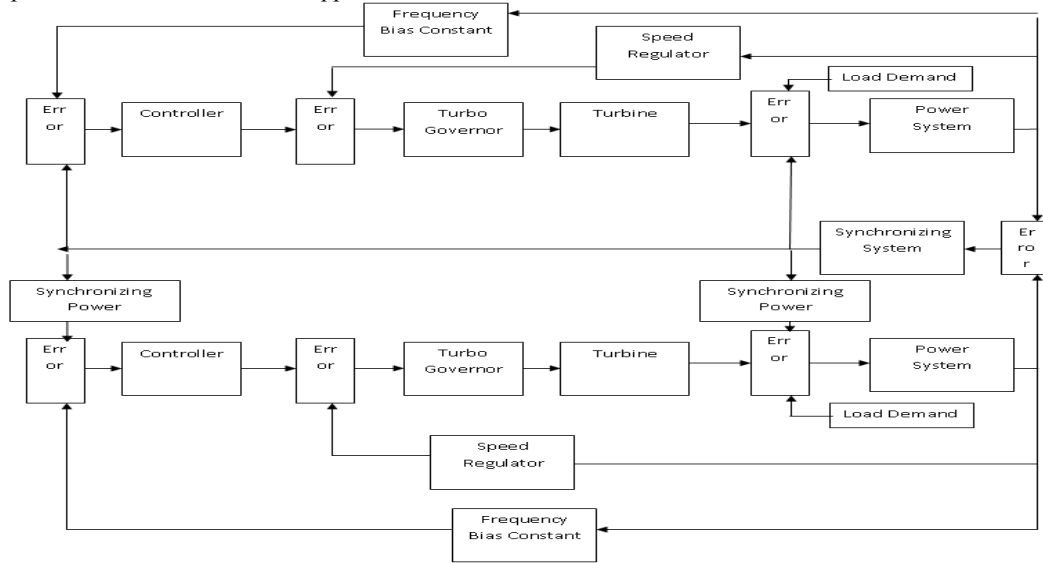 Frequency
Bias Constant
Speed
Regulator
Load Demand
Err
or
Controller
Err
or
Turbo
Governor
Turbine
Err
or
Power
System
Synchronizing
System
Er
ro
r
Synchronizing
Power
Synchronizing
Power
Err
or
Controller
Err
or
Turbo
Governor
Turbine
Err
or
Power
System
Load Demand
Speed
Regulator
Frequency
Bias Constant